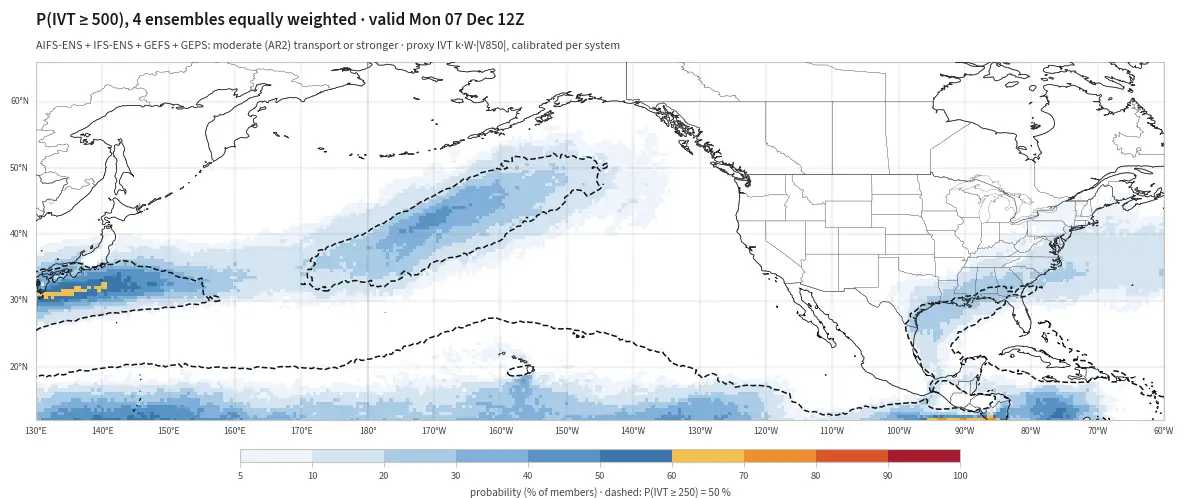 P(IVT ≥ 500), 4 ensembles equally weighted · valid Mon 07 Dec 12Z
AIFS-ENS + IFS-ENS + GEFS + GEPS: moderate (AR2) transport or stronger · proxy IVT k·W·|V850|, calibrated per system
60°N
50°N
40°N
30°N
20°N
130°E 140°E 150°E 160°E 170°E 180° 170°W 160°W 150°W 140°W 130°W 120°W 110°W 100°W 90°W 80°W 70°W 60°W
5 10 20 30 40 50 60 70 80 90 100
probability (% of members) · dashed: P(IVT ≥ 250) = 50 %